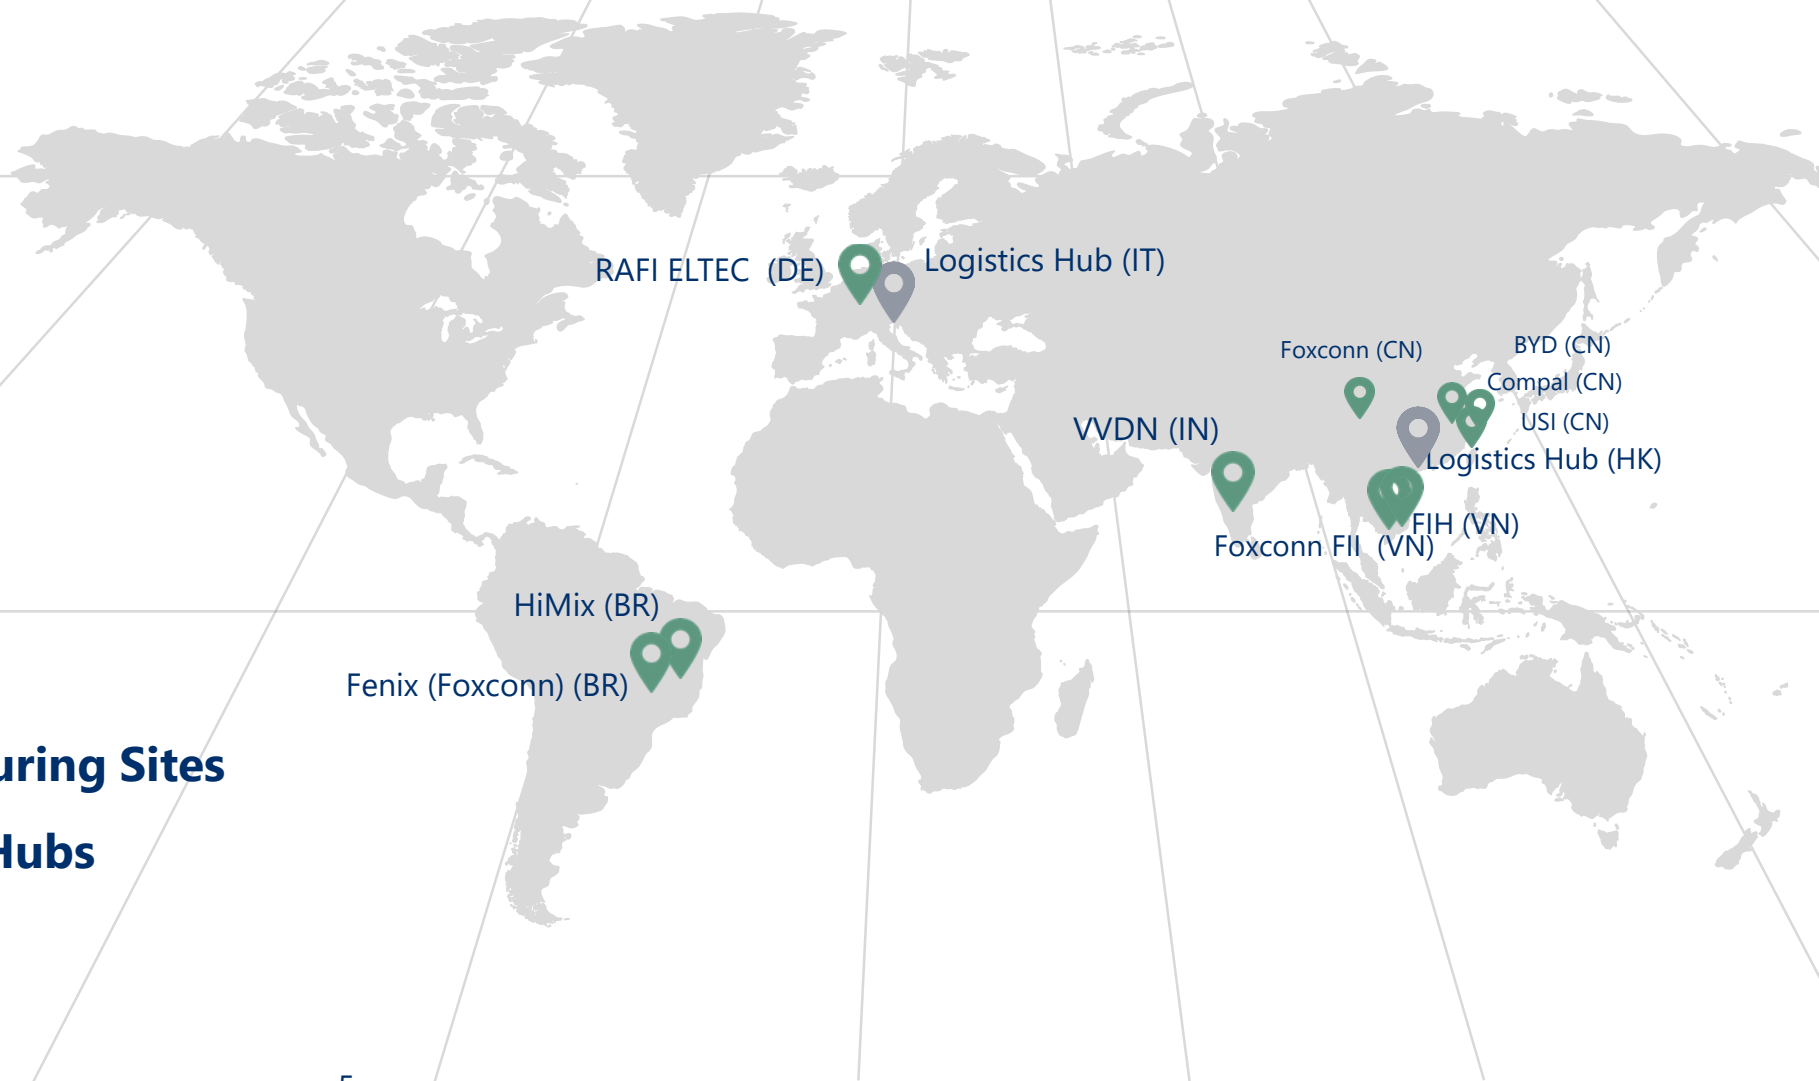 RAFI ELTEC (DE)
Logistics Hub (IT)
Foxconn (CN)
BYD (CN)
Compal (CN)
USI (CN)
VVDN (IN)
Logistics Hub (HK)
FIH (VN)
Foxconn FII (VN)
HiMix (BR)
Fenix (Foxconn) (BR)
uring Sites
Hubs